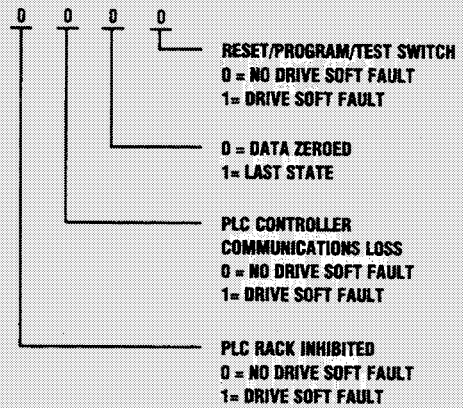 0 0 0 0
RESET/PROGRAM/TEST SWITCH
0 = NO DRIVE SOFT FAULT
1= DRIVE SOFT FAULT
0 = DATA ZEROED
1= LAST STATE
PLC CONTROLLER
COMMUNICATIONS LOSS
0 = NO DRIVE SOFT FAULT
1= DRIVE SOFT FAULT
PLC RACK INHIBITED
0 = NO DRIVE SOFT FAULT
1= DRIVE SOFT FAULT